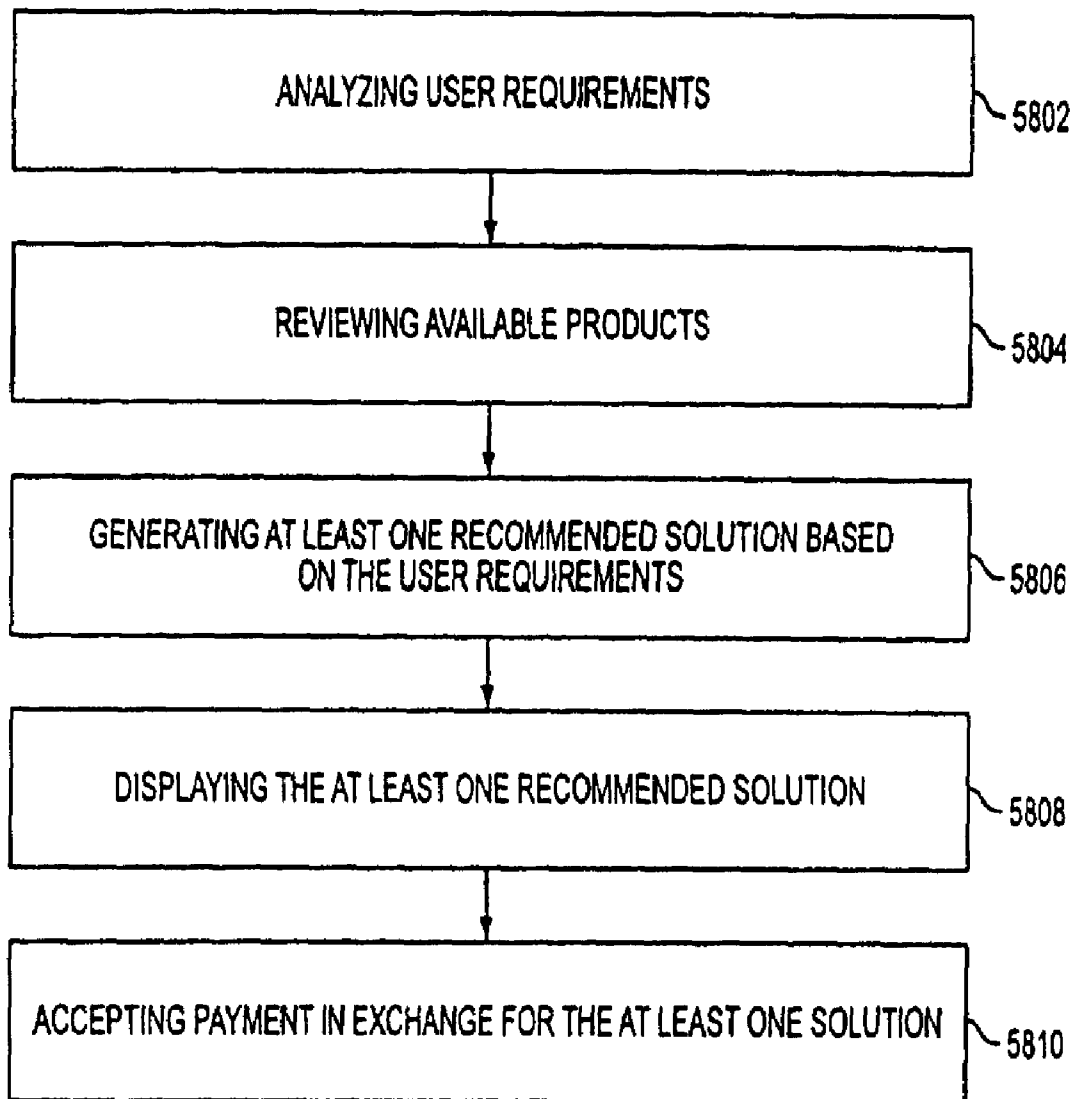 ANALYZING USER REQUIREMENTS
5802
REVIEWING AVAILABLE PRODUCTS
5804
GENERATING AT LEAST ONE RECOMMENDED SOLUTION BASED
ON THE USER REQUIREMENTS
5806
DISPLAYING THE AT LEAST ONE RECOMMENDED SOLUTION
5808
ACCEPTING PAYMENT IN EXCHANGE FOR THE AT LEAST ONE SOLUTION
5810